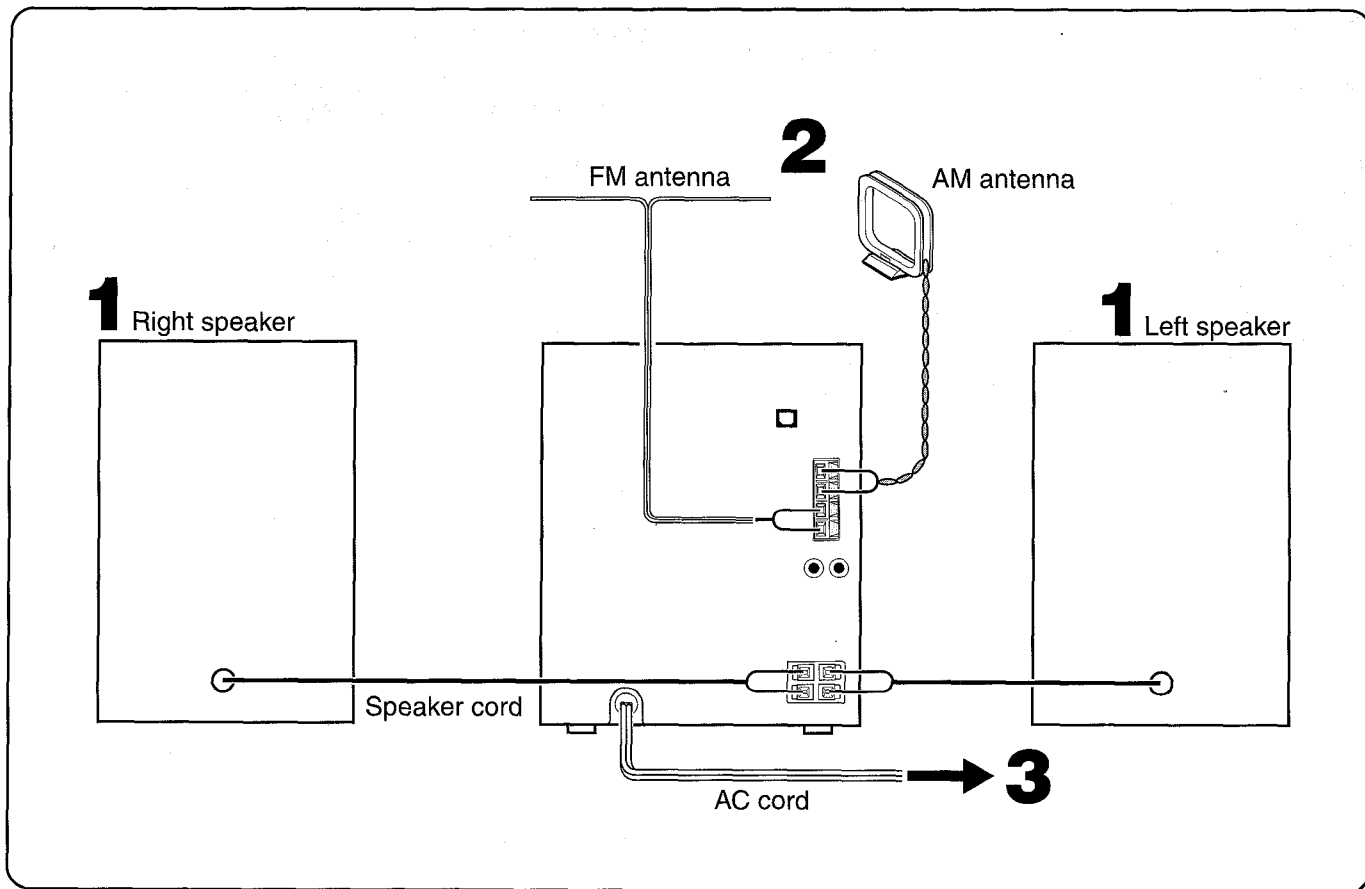 2
FM antenna
AM antenna
1 Right speaker
1 Left speaker
Speaker cord
3
AC cord